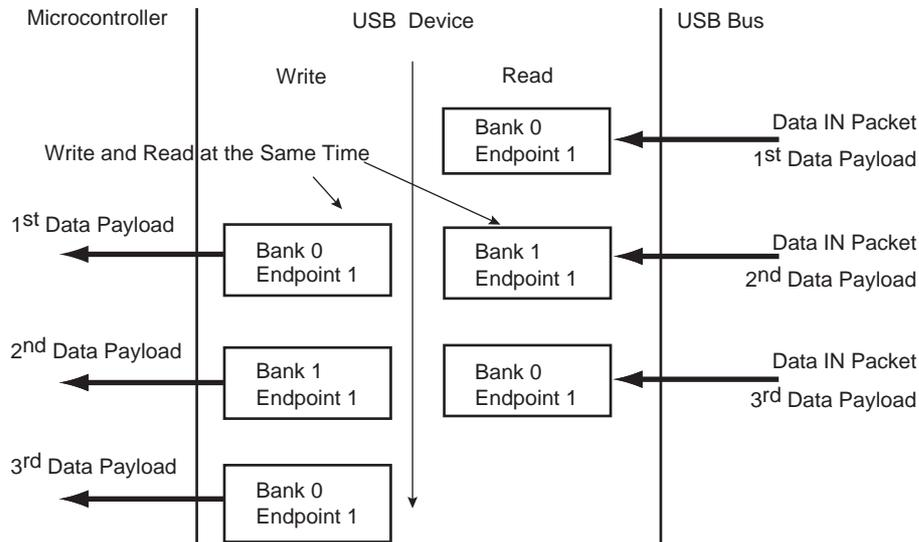 Microcontroller
USB Device
USB Bus
Write
Read
Bank 0
Endpoint 1
Data IN Packet
1st Data Payload
Write and Read at the Same Time
1st Data Payload
Bank 0
Endpoint 1
Bank 1
Endpoint 1
Data IN Packet
2nd Data Payload
2nd Data Payload
Bank 1
Endpoint 1
Bank 0
Endpoint 1
Data IN Packet
3rd Data Payload
3rd Data Payload
Bank 0
Endpoint 1